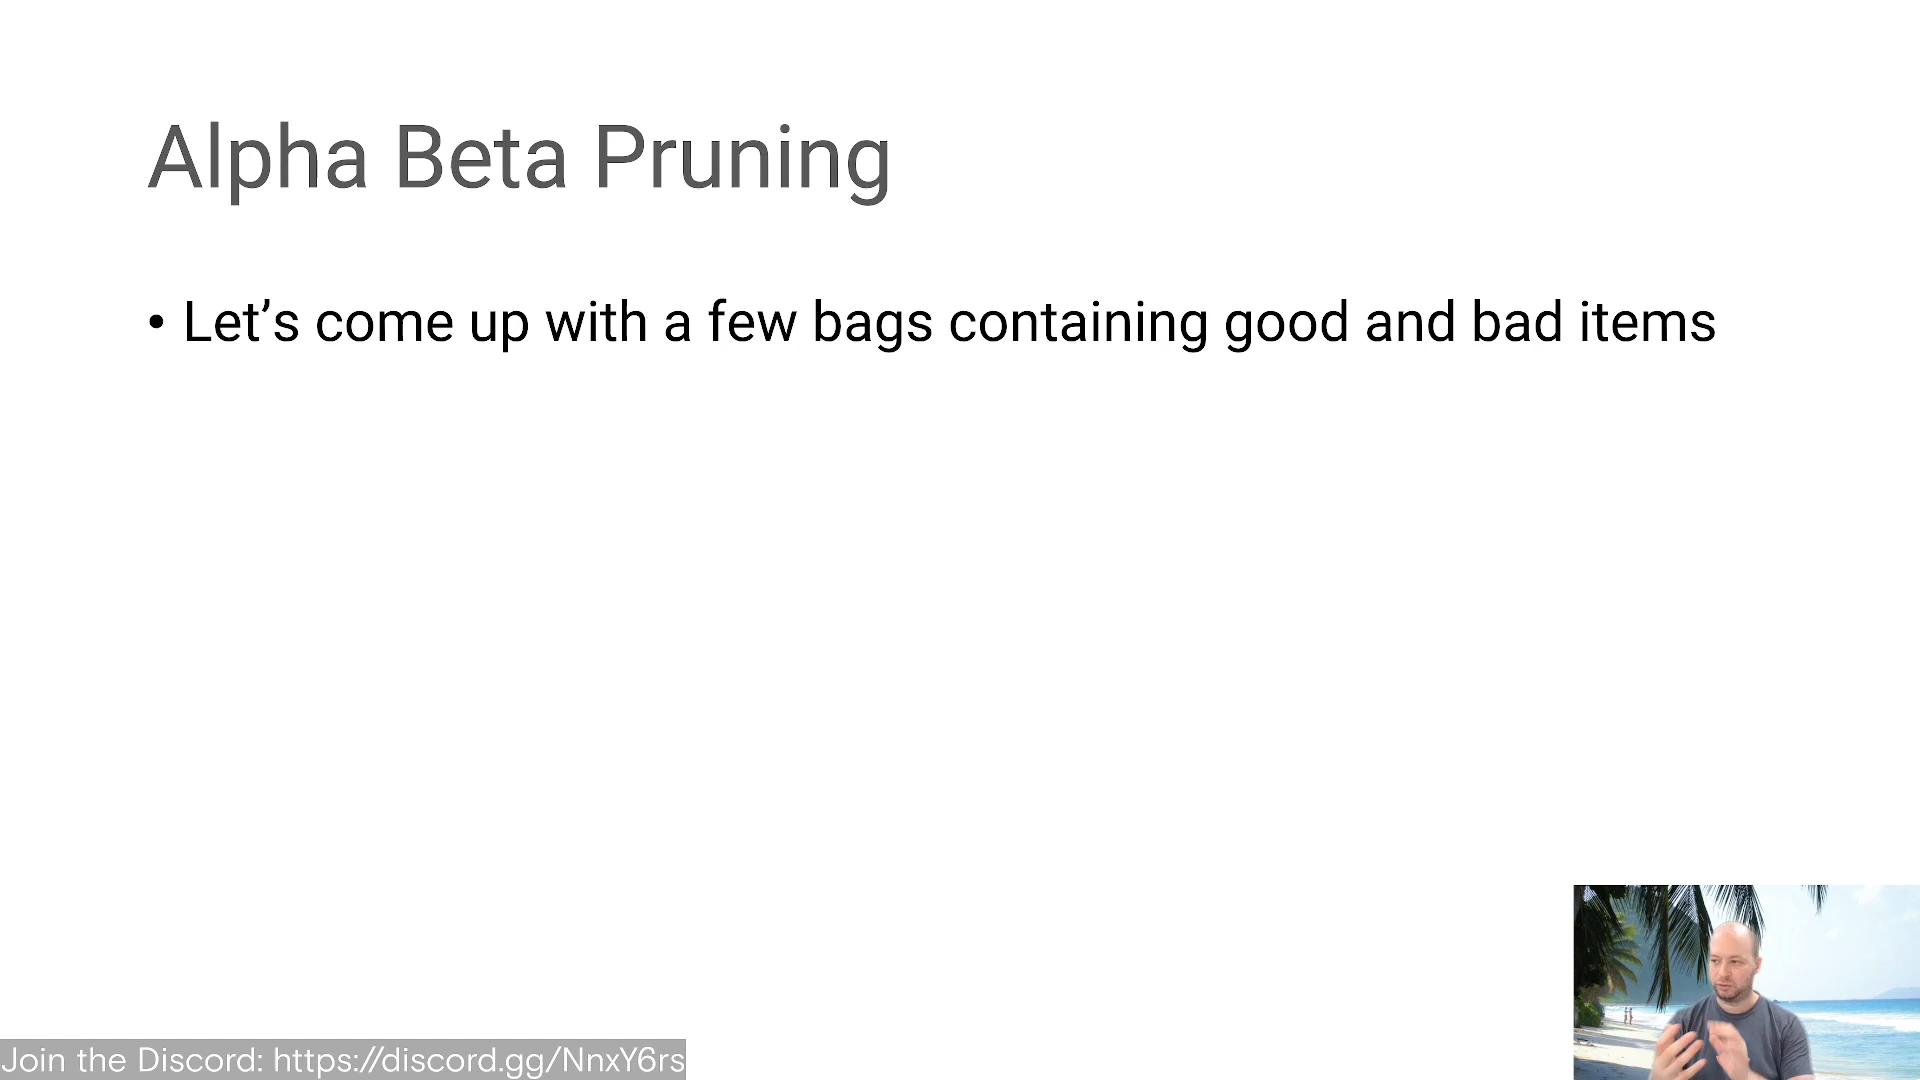 Alpha Beta Pruning
• Let’s come up with a few bags containing good and bad items
Join the Discord: https://discord.gg/NnxY6rs